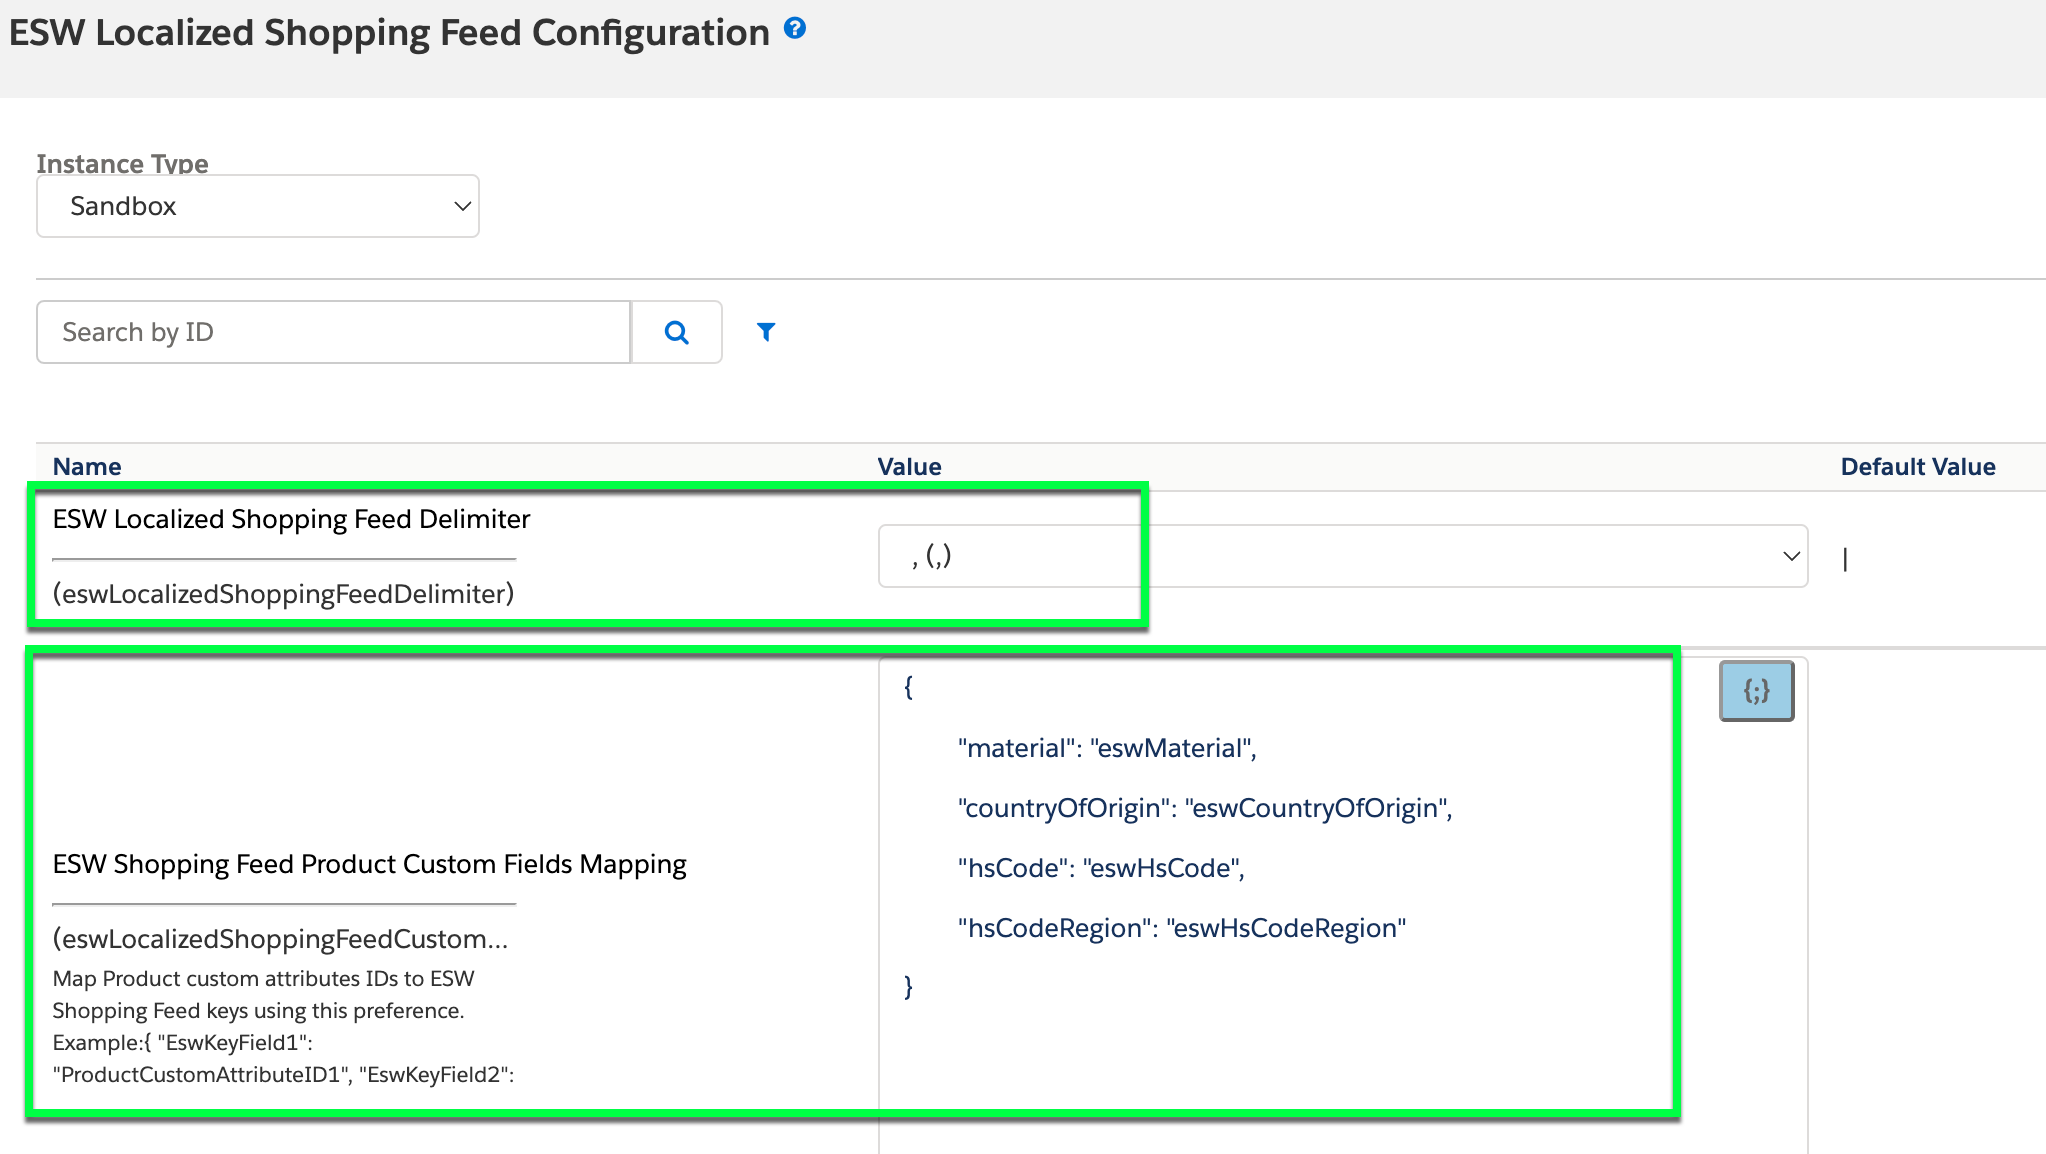 ESW Localized Shopping Feed Configuration ?
Instance Type
Sandbox
Search by ID
Name Value Default Value
ESW Localized Shopping Feed Delimiter
, (,)
|
(eswLocalizedShoppingFeedDelimiter)
ESW Shopping Feed Product Custom Fields Mapping
(eswLocalizedShoppingFeedCustom...
Map Product custom attributes IDs to ESW
Shopping Feed keys using this preference.
Example:{ "EswKeyField1":
"ProductCustomAttributeID1", "EswKeyField2":
{
"material": "eswMaterial",
"countryOfOrigin": "eswCountryOfOrigin",
"hsCode": "eswHsCode",
"hsCodeRegion": "eswHsCodeRegion"
}
{;}